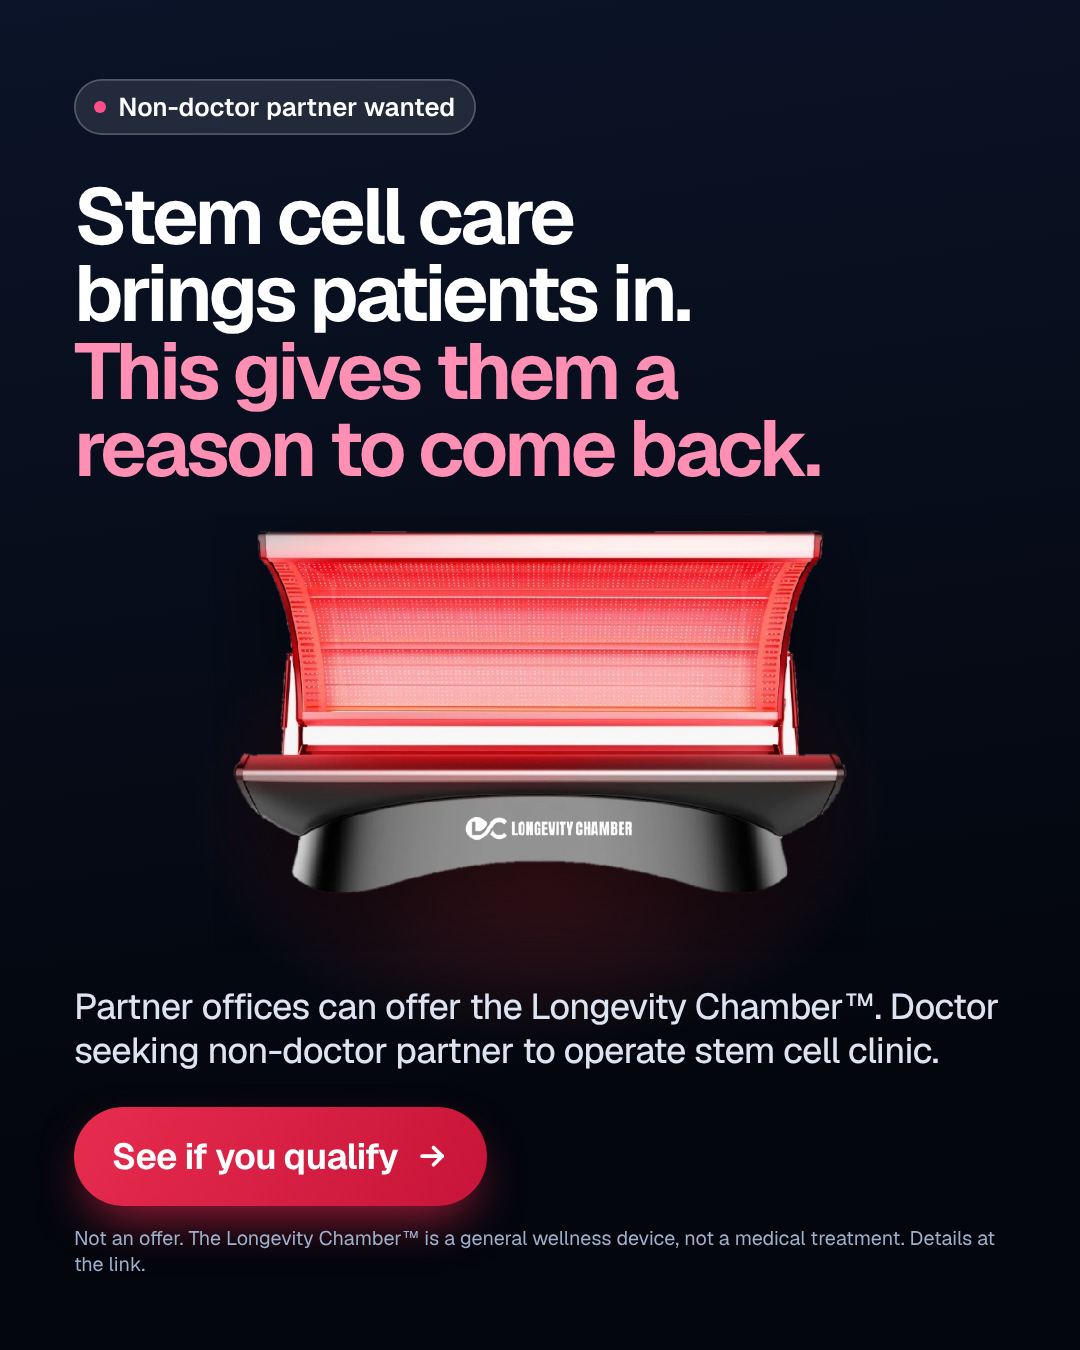 Non-doctor partner wanted
Stem cell care
brings patients in.
This gives them a
reason to come back.
LONGEVITY CHAMBER
Partner offices can offer the Longevity Chamber™. Doctor
seeking non-doctor partner to operate stem cell clinic.
See if you qualify →
Not an offer. The Longevity Chamber™ is a general wellness device, not a medical treatment. Details at
the link.